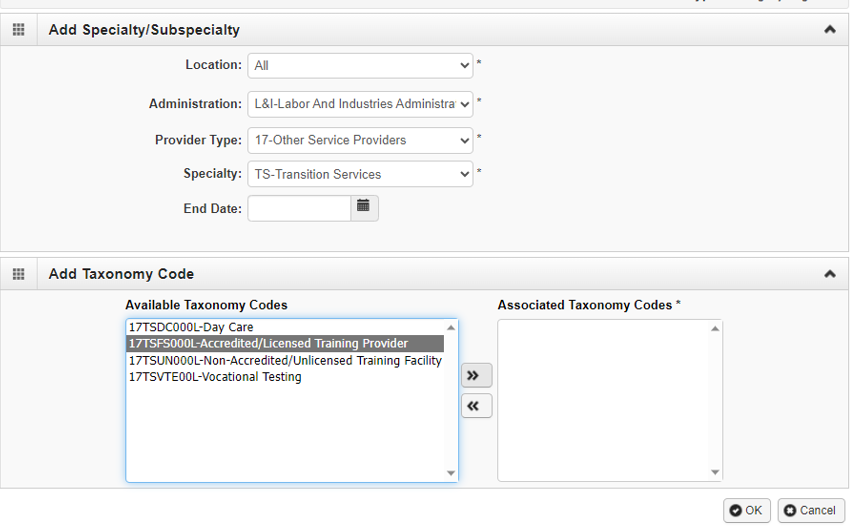 Add Specialty/Subspecialty
Location: All *
Administration: L&I-Labor And Industries Administra *
Provider Type: 17-Other Service Providers *
Specialty: TS-Transition Services *
End Date:
Add Taxonomy Code
Available Taxonomy Codes
Associated Taxonomy Codes *
17TSDC000L-Day Care
17TSFS000L-Accredited/Licensed Training Provider
17TSUN000L-Non-Accredited/Unlicensed Training Facility
17TSVTE00L-Vocational Testing
OK
Cancel